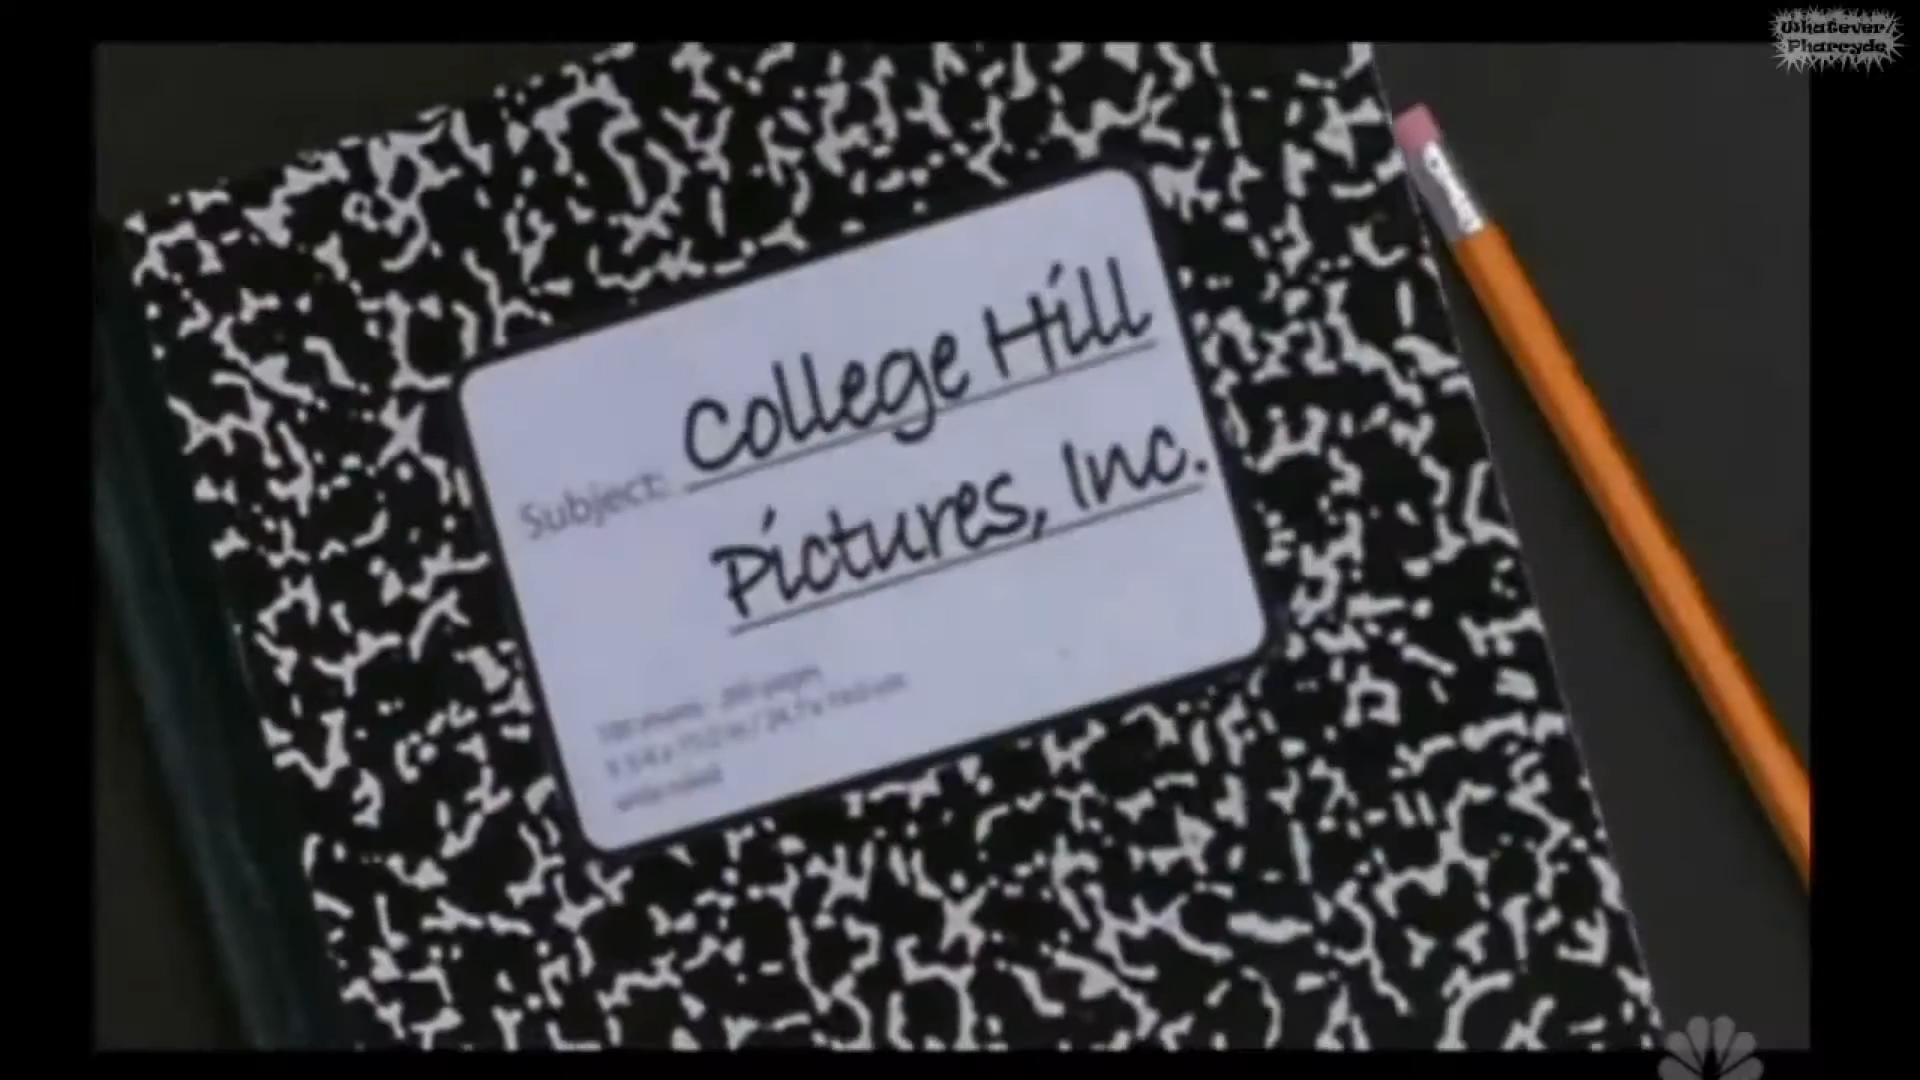 Whatever/
Pharcyde
College Hill
Subject:
Pictures, Inc.